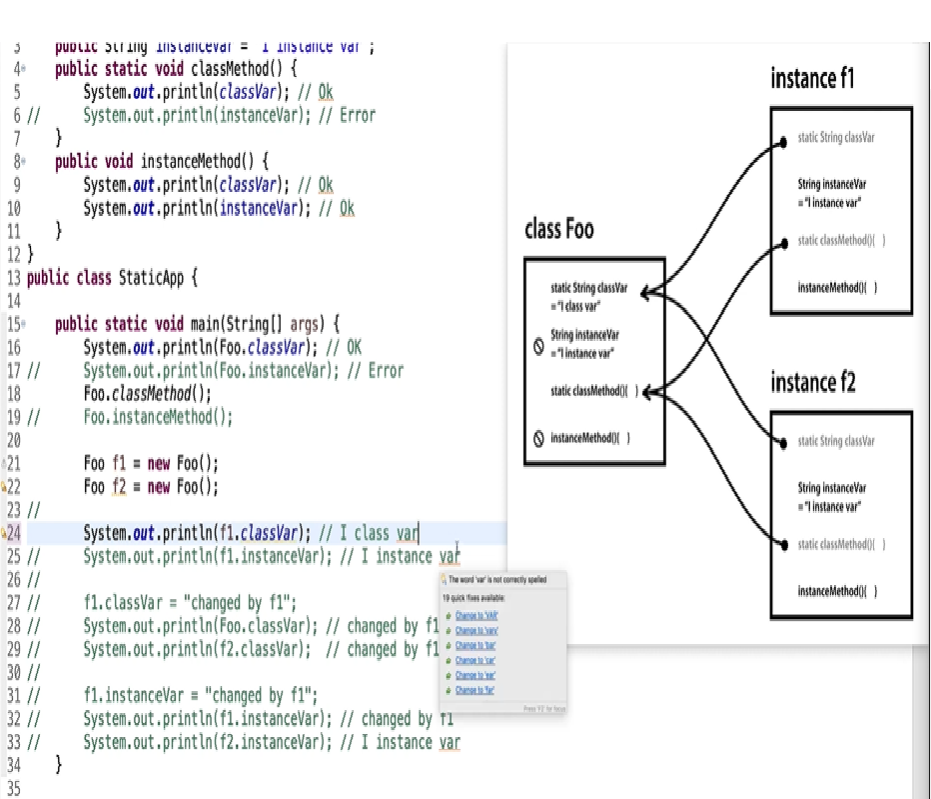 3 public String instanceVar = "I instance var";
4 public static void classMethod() {
5 System.out.println(classVar); // Ok
6 // System.out.println(instanceVar); // Error
7 }
8 public void instanceMethod() {
9 System.out.println(classVar); // Ok
10 System.out.println(instanceVar); // Ok
11 }
12 }
13 public class StaticApp {
14
15 public static void main(String[] args) {
16 System.out.println(Foo.classVar); // OK
17 // System.out.println(Foo.instanceVar); // Error
18 Foo.classMethod();
19 // Foo.instanceMethod();
20
21 Foo f1 = new Foo();
22 Foo f2 = new Foo();
23 //
24 System.out.println(f1.classVar); // I class var
25 // System.out.println(f1.instanceVar); // I instance var
26 //
27 // f1.classVar = "changed by f1";
28 // System.out.println(Foo.classVar); // changed by f1
29 // System.out.println(f2.classVar); // changed by f1
30 //
31 // f1.instanceVar = "changed by f1";
32 // System.out.println(f1.instanceVar); // changed by f1
33 // System.out.println(f2.instanceVar); // I instance var
34 }
35
The word 'var' is not correctly spelled
19 quick fixes available:
Change to 'VAR'
Change to 'vary'
Change to 'bar'
Change to 'car'
Change to 'ear'
Change to 'far'
Press 'F2' for focus
class Foo
static String classVar
= "I class var"
String instanceVar
= "I instance var"
static classMethod(){ }
instanceMethod(){ }
instance f1
static String classVar
String instanceVar
= "I instance var"
static classMethod(){ }
instanceMethod(){ }
instance f2
static String classVar
String instanceVar
= "I instance var"
static classMethod(){ }
instanceMethod(){ }